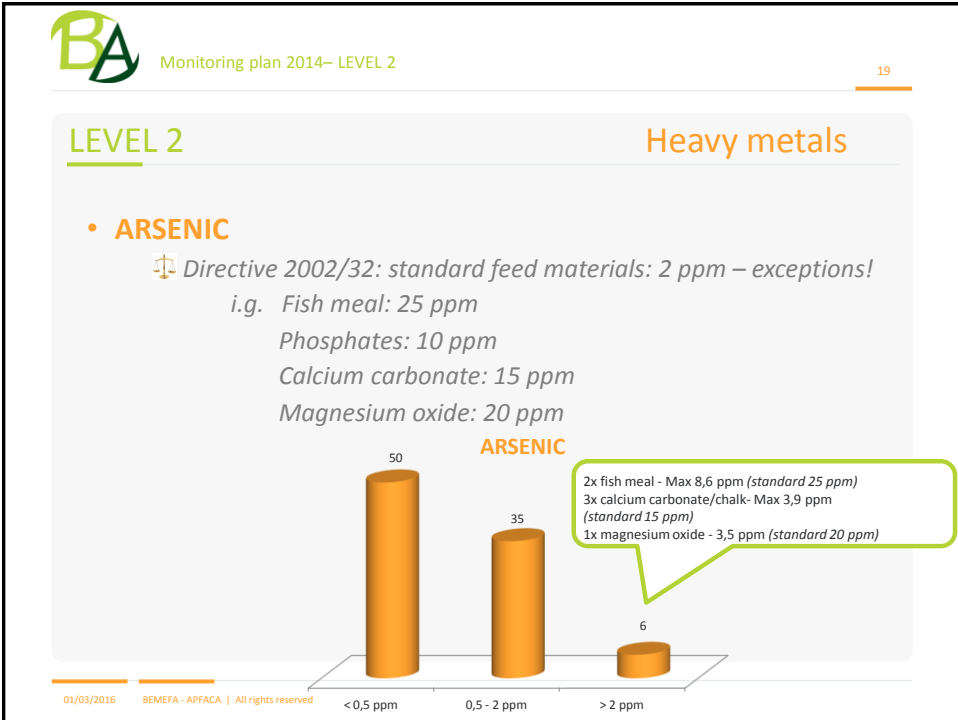 BA
Monitoring plan 2014– LEVEL 2
19
LEVEL 2
Heavy metals
• ARSENIC
Directive 2002/32: standard feed materials: 2 ppm – exceptions!
i.g. Fish meal: 25 ppm
Phosphates: 10 ppm
Calcium carbonate: 15 ppm
Magnesium oxide: 20 ppm
ARSENIC
50
35
6
2x fish meal - Max 8,6 ppm (standard 25 ppm)
3x calcium carbonate/chalk- Max 3,9 ppm
(standard 15 ppm)
1x magnesium oxide - 3,5 ppm (standard 20 ppm)
< 0,5 ppm
0,5 - 2 ppm
> 2 ppm
01/03/2016
BEMEFA - APFACA | All rights reserved